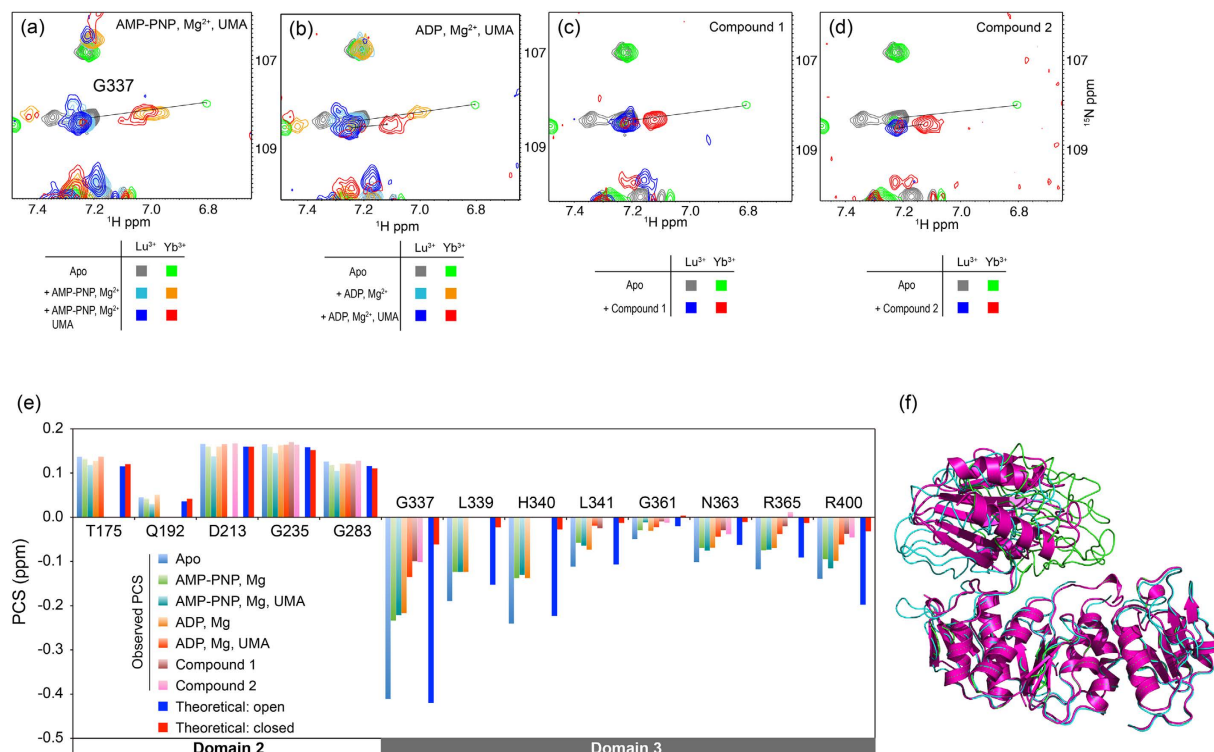 (a) AMP-PNP, Mg²⁺, UMA
G337
107
109
7.4 7.2 7.0 6.8
¹H ppm
(b) ADP, Mg²⁺, UMA
107
109
7.4 7.2 7.0 6.8
¹H ppm
(c) Compound 1
107
109
7.4 7.2 7.0 6.8
¹H ppm
(d) Compound 2
107
109
¹⁵N ppm
7.4 7.2 7.0 6.8
¹H ppm
Lu³⁺ Yb³⁺
Apo
+ AMP-PNP, Mg²⁺
+ AMP-PNP, Mg²⁺
UMA
Lu³⁺ Yb³⁺
Apo
+ ADP, Mg²⁺
+ ADP, Mg²⁺, UMA
Lu³⁺ Yb³⁺
Apo
+ Compound 1
Lu³⁺ Yb³⁺
Apo
+ Compound 2
(e)
PCS (ppm)
0.2
0.1
0.0
-0.1
-0.2
-0.3
-0.4
-0.5
T175 Q192 D213 G235 G283
G337 L339 H340 L341 G361 N363 R365 R400
Observed PCS
Apo
AMP-PNP, Mg
AMP-PNP, Mg, UMA
ADP, Mg
ADP, Mg, UMA
Compound 1
Compound 2
Theoretical: open
Theoretical: closed
Domain 2 Domain 3
(f)